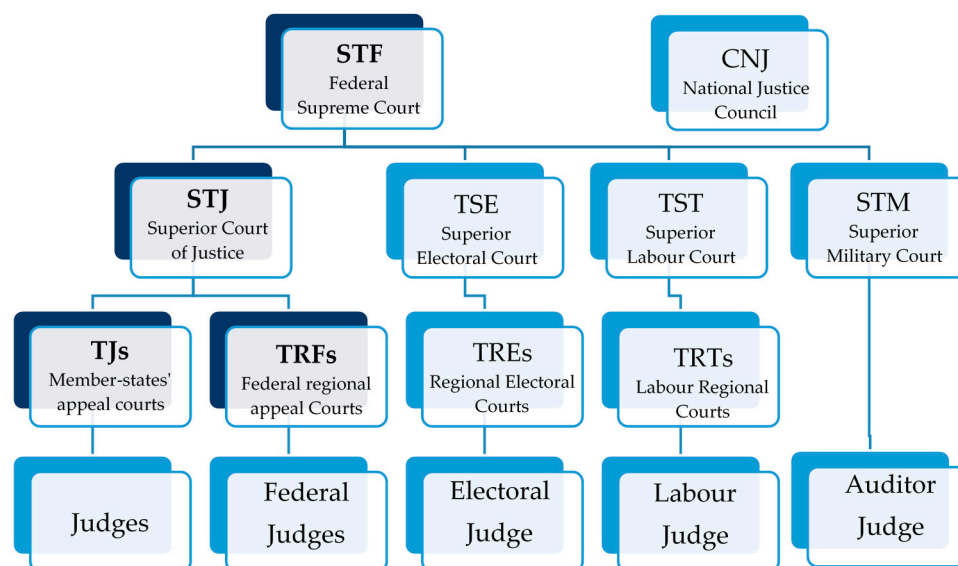 STF
Federal
Supreme Court
CNJ
National Justice
Council
STJ
Superior Court
of Justice
TSE
Superior
Electoral Court
TST
Superior
Labour Court
STM
Superior
Military Court
TJs
Member-states'
appeal courts
TRFs
Federal regional
appeal Courts
TREs
Regional Electoral
Courts
TRTs
Labour Regional
Courts
Judges
Federal
Judges
Electoral
Judge
Labour
Judge
Auditor
Judge